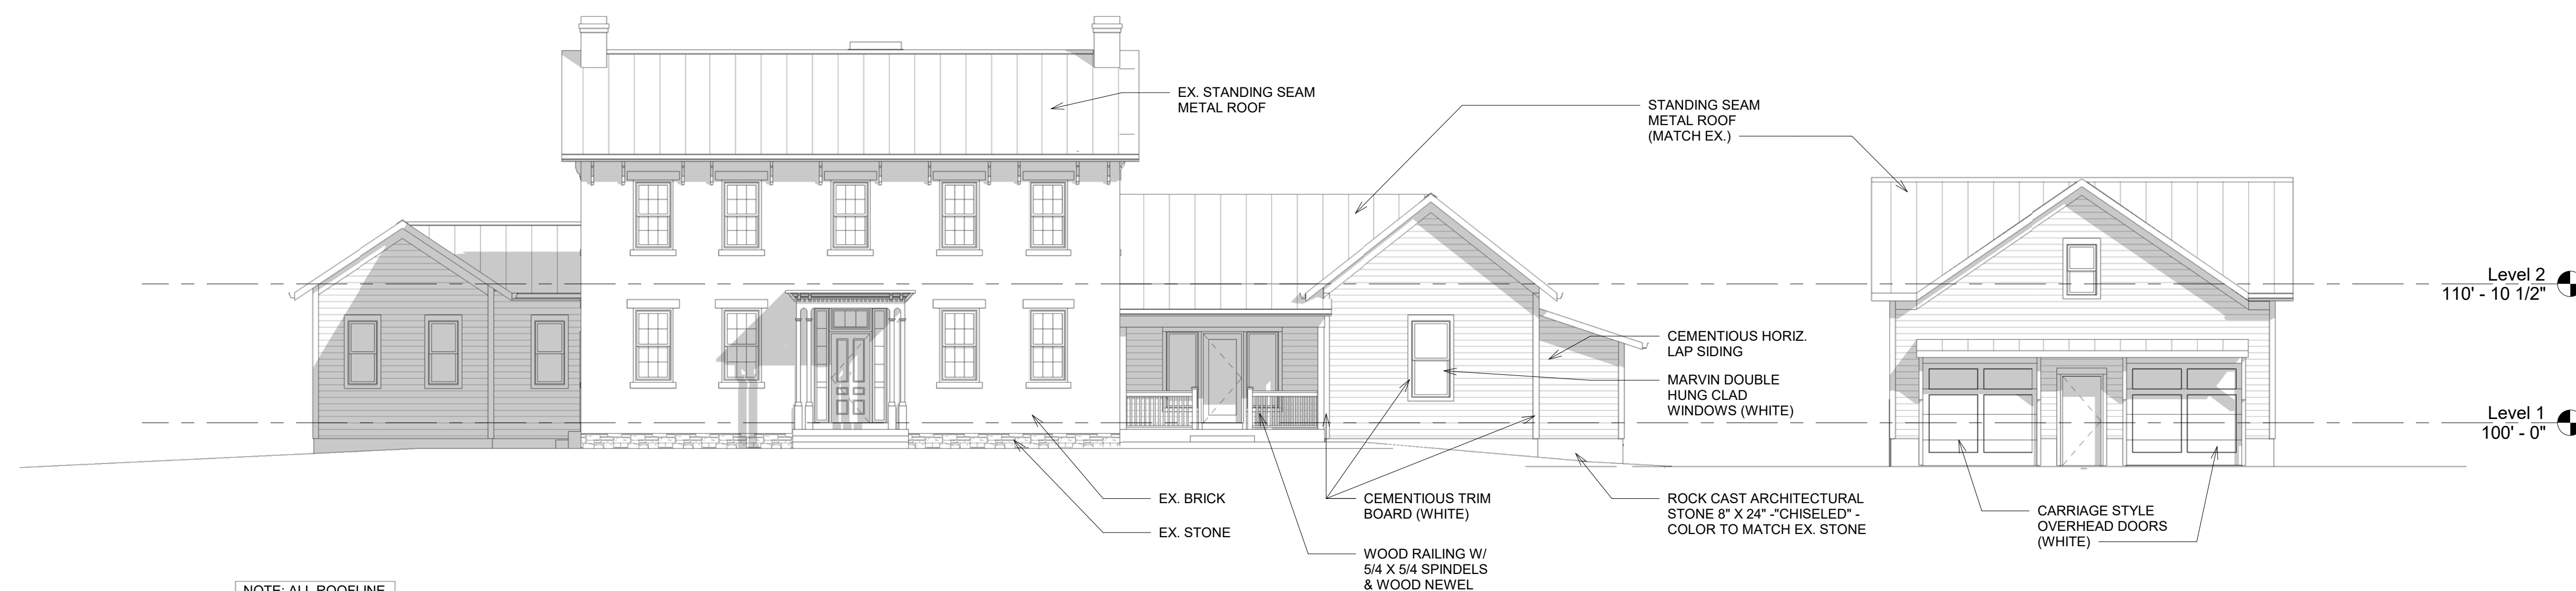 EX. STANDING SEAM
METAL ROOF
STANDING SEAM
METAL ROOF
(MATCH EX.)
Level 2
110' - 10 1/2"
CEMENTIOUS HORIZ.
LAP SIDING
MARVIN DOUBLE
HUNG CLAD
WINDOWS (WHITE)
Level 1
100' - 0"
EX. BRICK
EX. STONE
CEMENTIOUS TRIM
BOARD (WHITE)
WOOD RAILING W/
5/4 X 5/4 SPINDELS
& WOOD NEWEL
ROCK CAST ARCHITECTURAL
STONE 8" X 24" -"CHISELED" -
COLOR TO MATCH EX. STONE
CARRIAGE STYLE
OVERHEAD DOORS
(WHITE)
NOTE: ALL ROOFLINE